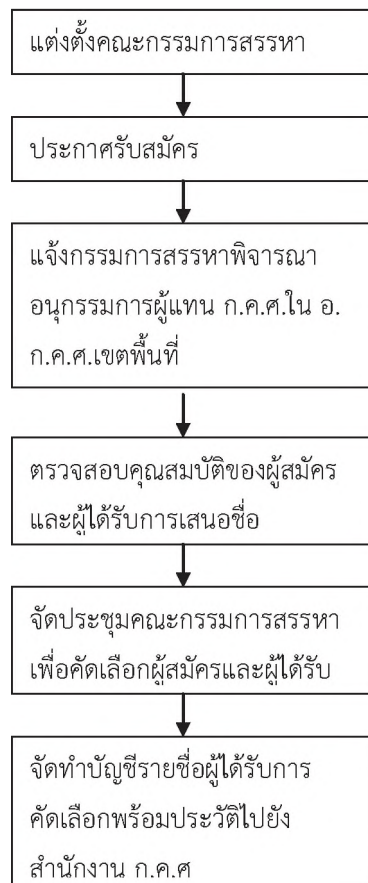 แต่งตั้งคณะกรรมการสรรหา
ประกาศรับสมัคร
แจ้งกรรมการสรรหาพิจารณา
อนุกรรมการผู้แทน ก.ค.ศ.ใน อ.
ก.ค.ศ.เขตพื้นที่
ตรวจสอบคุณสมบัติของผู้สมัคร
และผู้ได้รับการเสนอชื่อ
จัดประชุมคณะกรรมการสรรหา
เพื่อคัดเลือกผู้สมัครและผู้ได้รับ
จัดทำบัญชีรายชื่อผู้ได้รับการ
คัดเลือกพร้อมประวัติไปยัง
สำนักงาน ก.ค.ศ